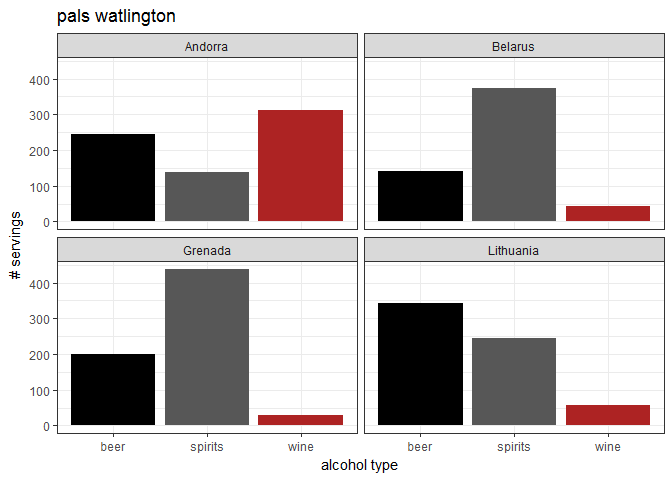 pals watlington
Andorra
Belarus
400
300
200
100
0
Grenada
Lithuania
400
300
200
100
0
# servings
beer
spirits
wine
beer
spirits
wine
alcohol type